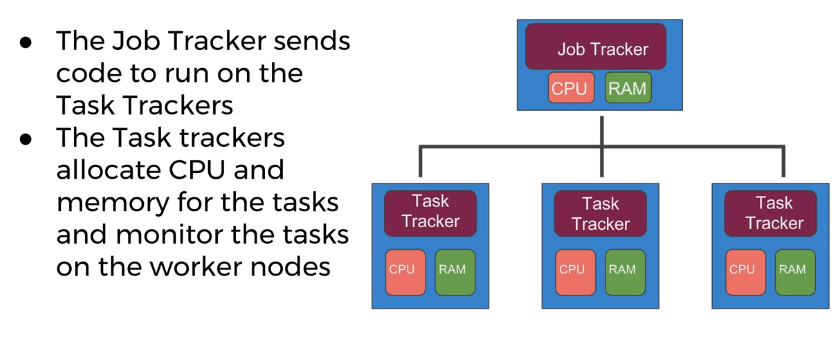 ● The Job Tracker sends
code to run on the
Task Trackers
● The Task trackers
allocate CPU and
memory for the tasks
and monitor the tasks
on the worker nodes
Job Tracker
CPU RAM
Task
Tracker
CPU RAM
Task
Tracker
CPU RAM
Task
Tracker
CPU RAM